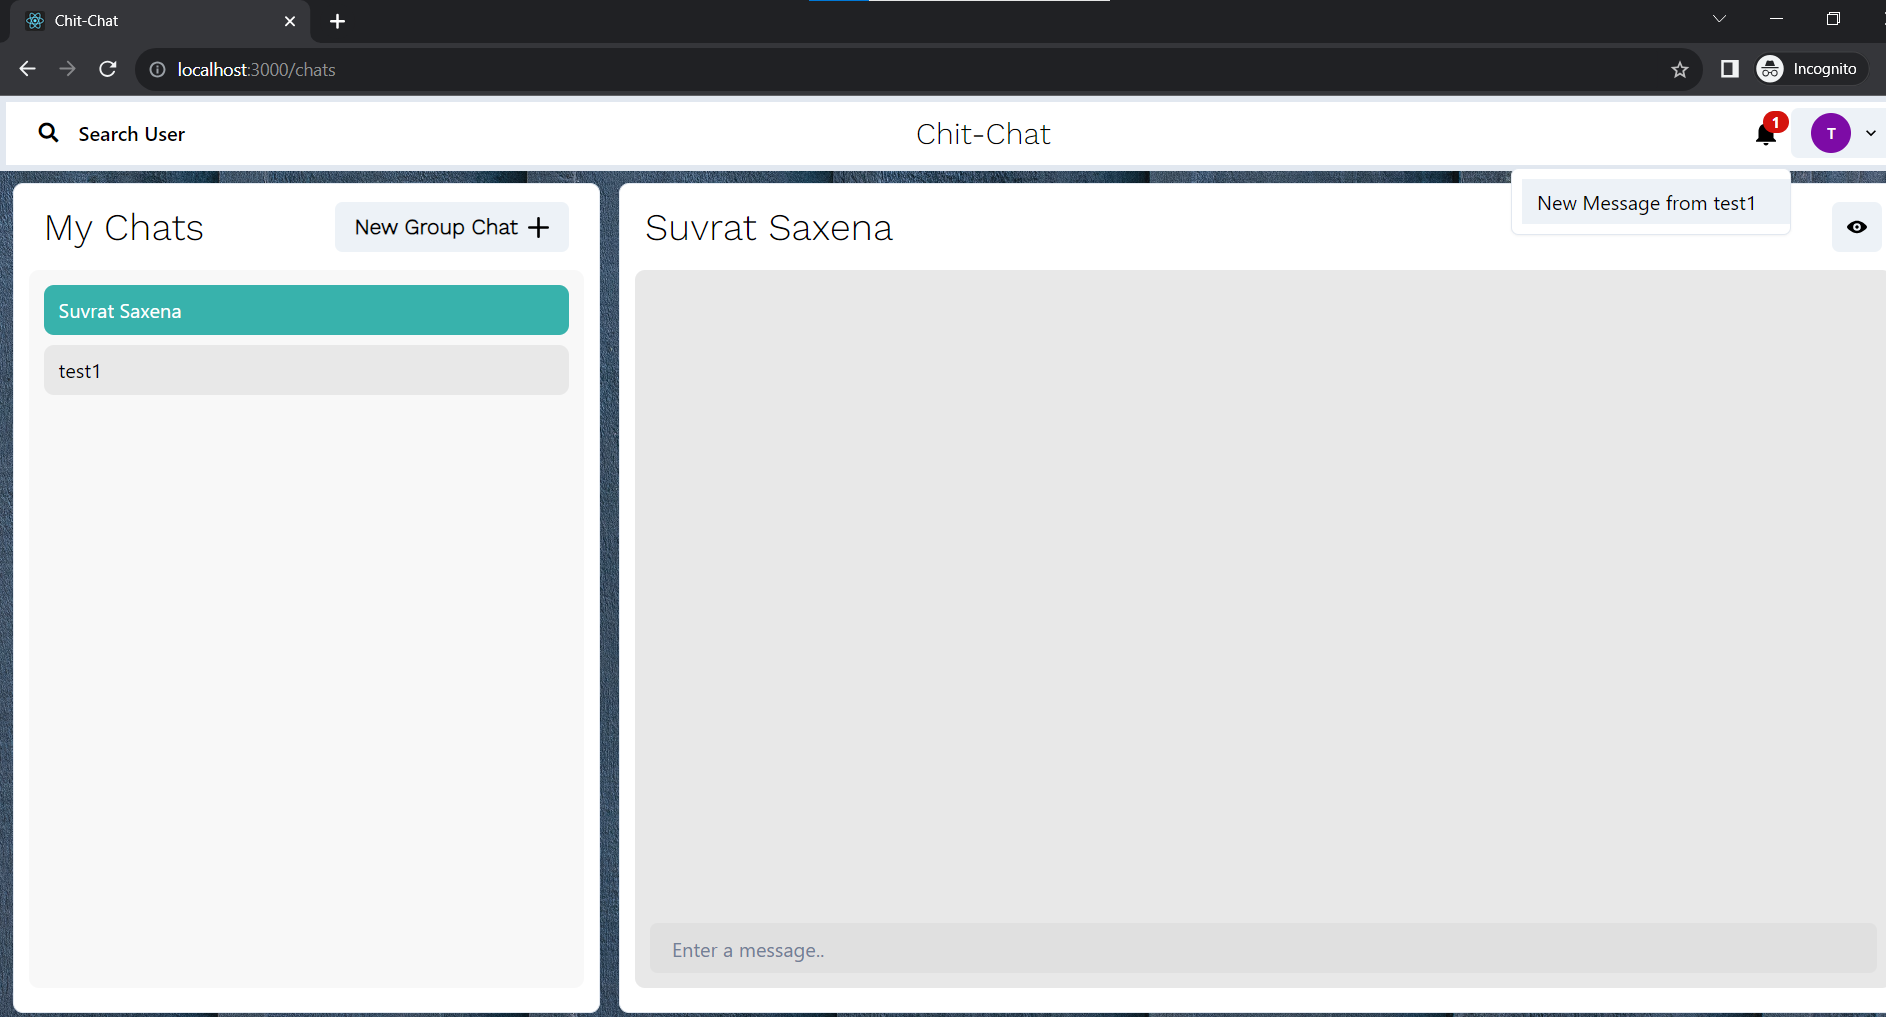 Chit-Chat
localhost:3000/chats
Incognito
Search User
Chit-Chat
1
T
New Message from test1
My Chats
New Group Chat
Suvrat Saxena
Suvrat Saxena
test1
Enter a message..